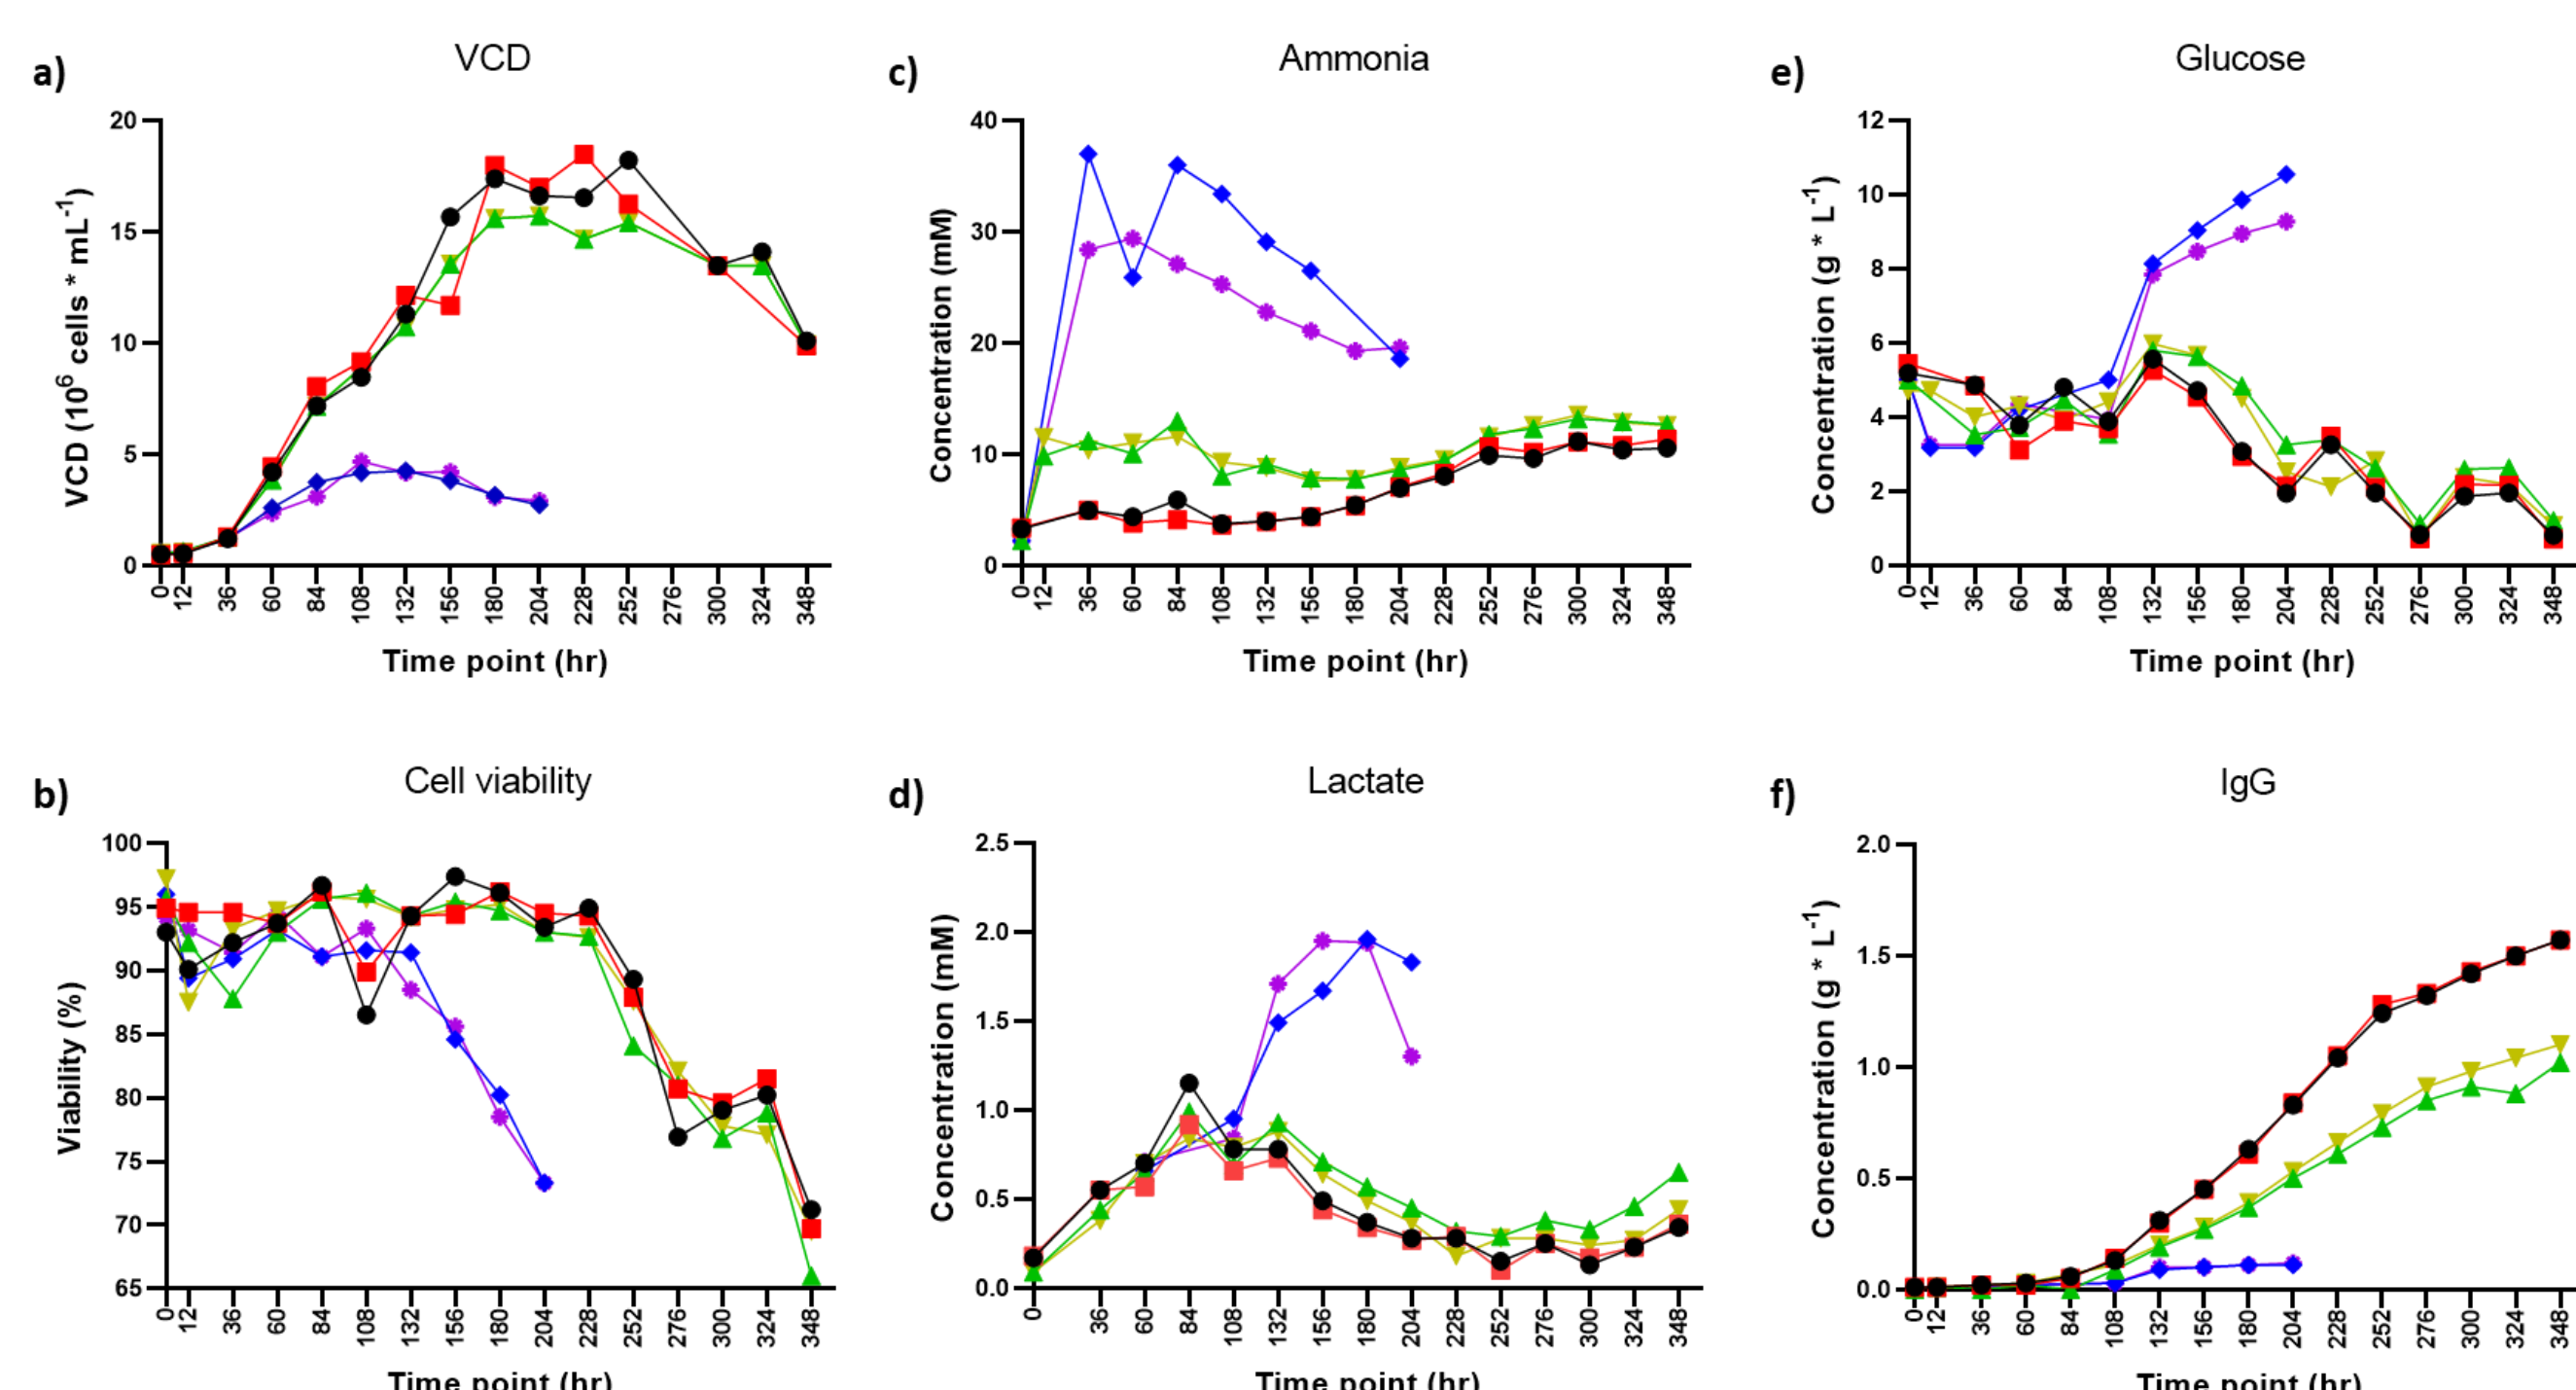 a)
VCD
VCD (10^6 cells * mL^-1)
20
15
10
5
0
0 12 36 60 84 108 132 156 180 204 228 252 276 300 324 348
Time point (hr)
c)
Ammonia
Concentration (mM)
40
30
20
10
0
0 12 36 60 84 108 132 156 180 204 228 252 276 300 324 348
Time point (hr)
e)
Glucose
Concentration (g * L^-1)
12
10
8
6
4
2
0
0 12 36 60 84 108 132 156 180 204 228 252 276 300 324 348
Time point (hr)
b)
Cell viability
Viability (%)
100
95
90
85
80
75
70
65
0 12 36 60 84 108 132 156 180 204 228 252 276 300 324 348
Time point (hr)
d)
Lactate
Concentration (mM)
2.5
2.0
1.5
1.0
0.5
0.0
0 36 60 84 108 132 156 180 204 228 252 276 300 324 348
Time point (hr)
f)
IgG
Concentration (g * L^-1)
2.0
1.5
1.0
0.5
0.0
0 12 36 60 84 108 132 156 180 204 228 252 276 300 324 348
Time point (hr)